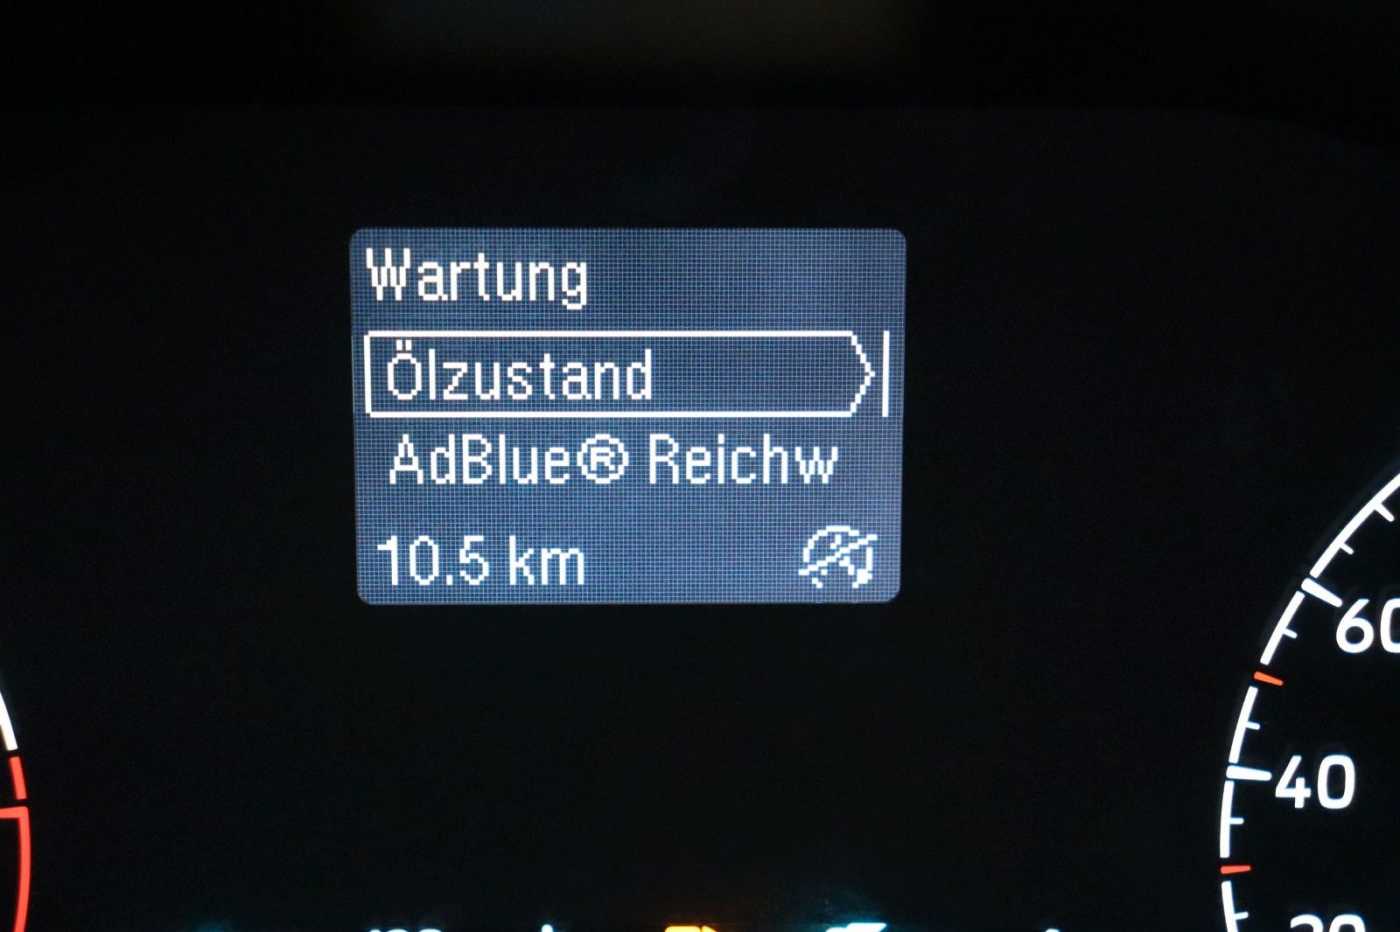 Wartung
Ölzustand
AdBlue® Reichw
10.5 km
60
40